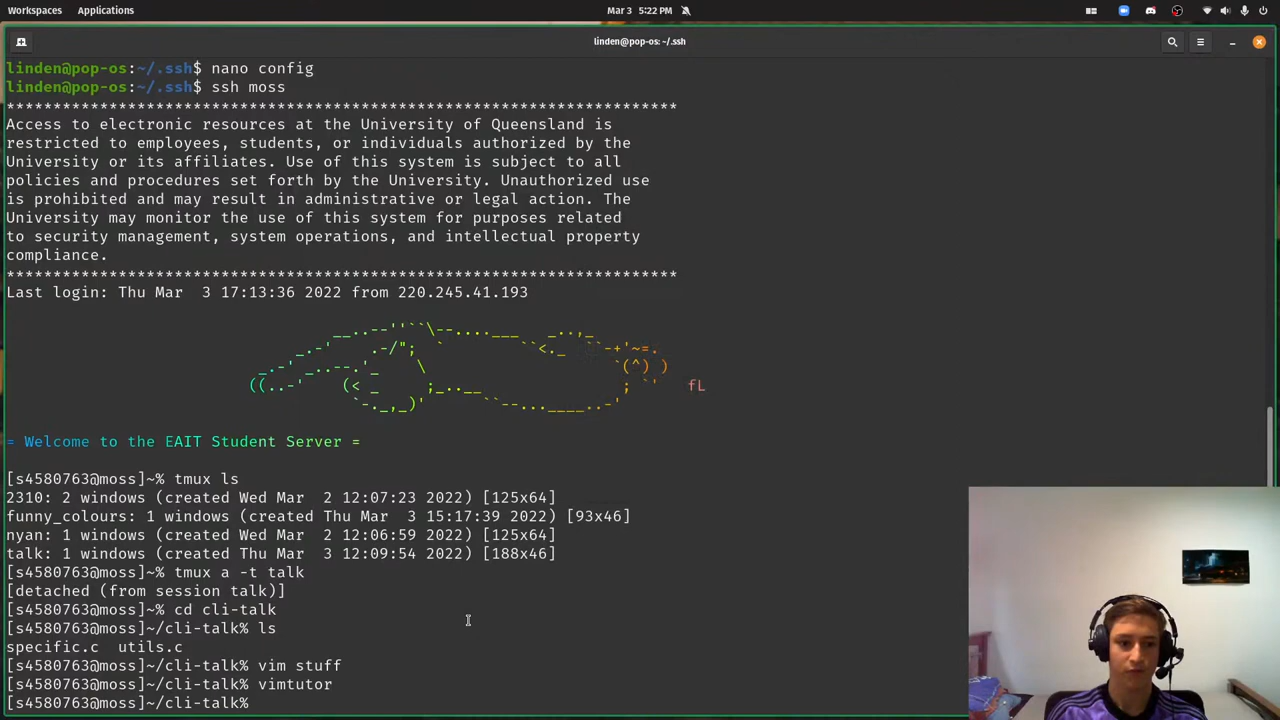 Workspaces Applications Mar 3 5:22 PM
linden@pop-os: ~/.ssh
linden@pop-os:~/.ssh$ nano config
linden@pop-os:~/.ssh$ ssh moss
*************************************************************************
Access to electronic resources at the University of Queensland is
restricted to employees, students, or individuals authorized by the
University or its affiliates. Use of this system is subject to all
policies and procedures set forth by the University. Unauthorized use
is prohibited and may result in administrative or legal action. The
University may monitor the use of this system for purposes related
to security management, system operations, and intellectual property
compliance.
*************************************************************************
Last login: Thu Mar  3 17:13:36 2022 from 220.245.41.193
fL
= Welcome to the EAIT Student Server =
[s4580763@moss]~% tmux ls
2310: 2 windows (created Wed Mar  2 12:07:23 2022) [125x64]
funny_colours: 1 windows (created Thu Mar  3 15:17:39 2022) [93x46]
nyan: 1 windows (created Wed Mar  2 12:06:59 2022) [125x64]
talk: 1 windows (created Thu Mar  3 12:09:54 2022) [188x46]
[s4580763@moss]~% tmux a -t talk
[detached (from session talk)]
[s4580763@moss]~% cd cli-talk
[s4580763@moss]~/cli-talk% ls
specific.c  utils.c
[s4580763@moss]~/cli-talk% vim stuff
[s4580763@moss]~/cli-talk% vimtutor
[s4580763@moss]~/cli-talk%